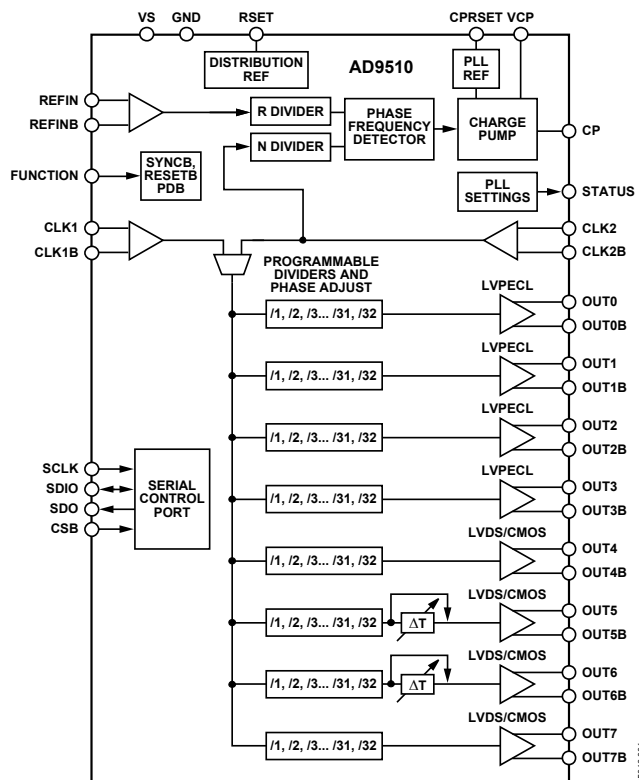 VS
GND
RSET
CPRSET
VCP
DISTRIBUTION
REF
AD9510
PLL
REF
REFIN
REFINB
R DIVIDER
N DIVIDER
PHASE
FREQUENCY
DETECTOR
CHARGE
PUMP
CP
FUNCTION
SYNCB,
RESETB
PDB
PLL
SETTINGS
STATUS
CLK1
CLK1B
CLK2
CLK2B
PROGRAMMABLE
DIVIDERS AND
PHASE ADJUST
LVPECL
/1, /2, /3... /31, /32
OUT0
OUT0B
LVPECL
/1, /2, /3... /31, /32
OUT1
OUT1B
LVPECL
/1, /2, /3... /31, /32
OUT2
OUT2B
LVPECL
/1, /2, /3... /31, /32
OUT3
OUT3B
SCLK
SDIO
SDO
CSB
SERIAL
CONTROL
PORT
LVDS/CMOS
/1, /2, /3... /31, /32
OUT4
OUT4B
LVDS/CMOS
/1, /2, /3... /31, /32
ΔT
OUT5
OUT5B
LVDS/CMOS
/1, /2, /3... /31, /32
ΔT
OUT6
OUT6B
LVDS/CMOS
/1, /2, /3... /31, /32
OUT7
OUT7B